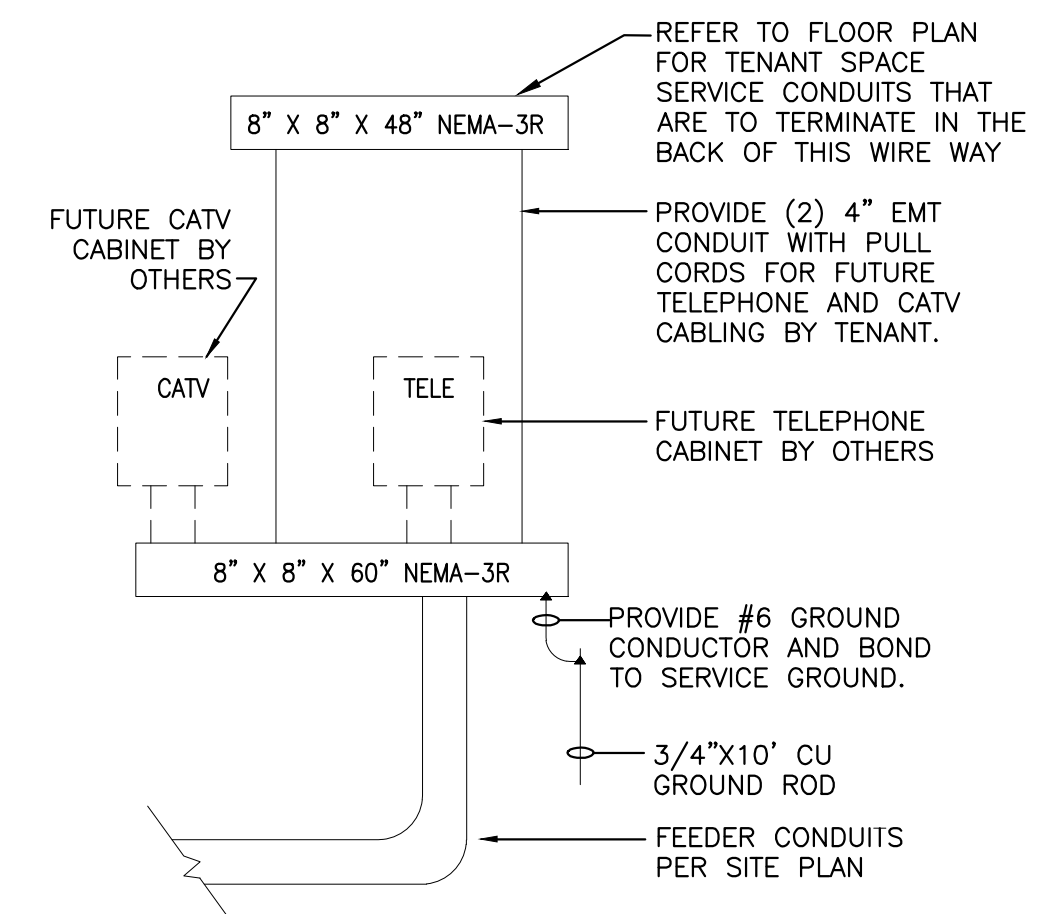 REFER TO FLOOR PLAN
FOR TENANT SPACE
SERVICE CONDUITS THAT
ARE TO TERMINATE IN THE
BACK OF THIS WIRE WAY
8" X 8" X 48" NEMA-3R
FUTURE CATV
CABINET BY
OTHERS
PROVIDE (2) 4" EMT
CONDUIT WITH PULL
CORDS FOR FUTURE
TELEPHONE AND CATV
CABLING BY TENANT.
CATV
TELE
FUTURE TELEPHONE
CABINET BY OTHERS
8" X 8" X 60" NEMA-3R
PROVIDE #6 GROUND
CONDUCTOR AND BOND
TO SERVICE GROUND.
3/4"X10' CU
GROUND ROD
FEEDER CONDUITS
PER SITE PLAN